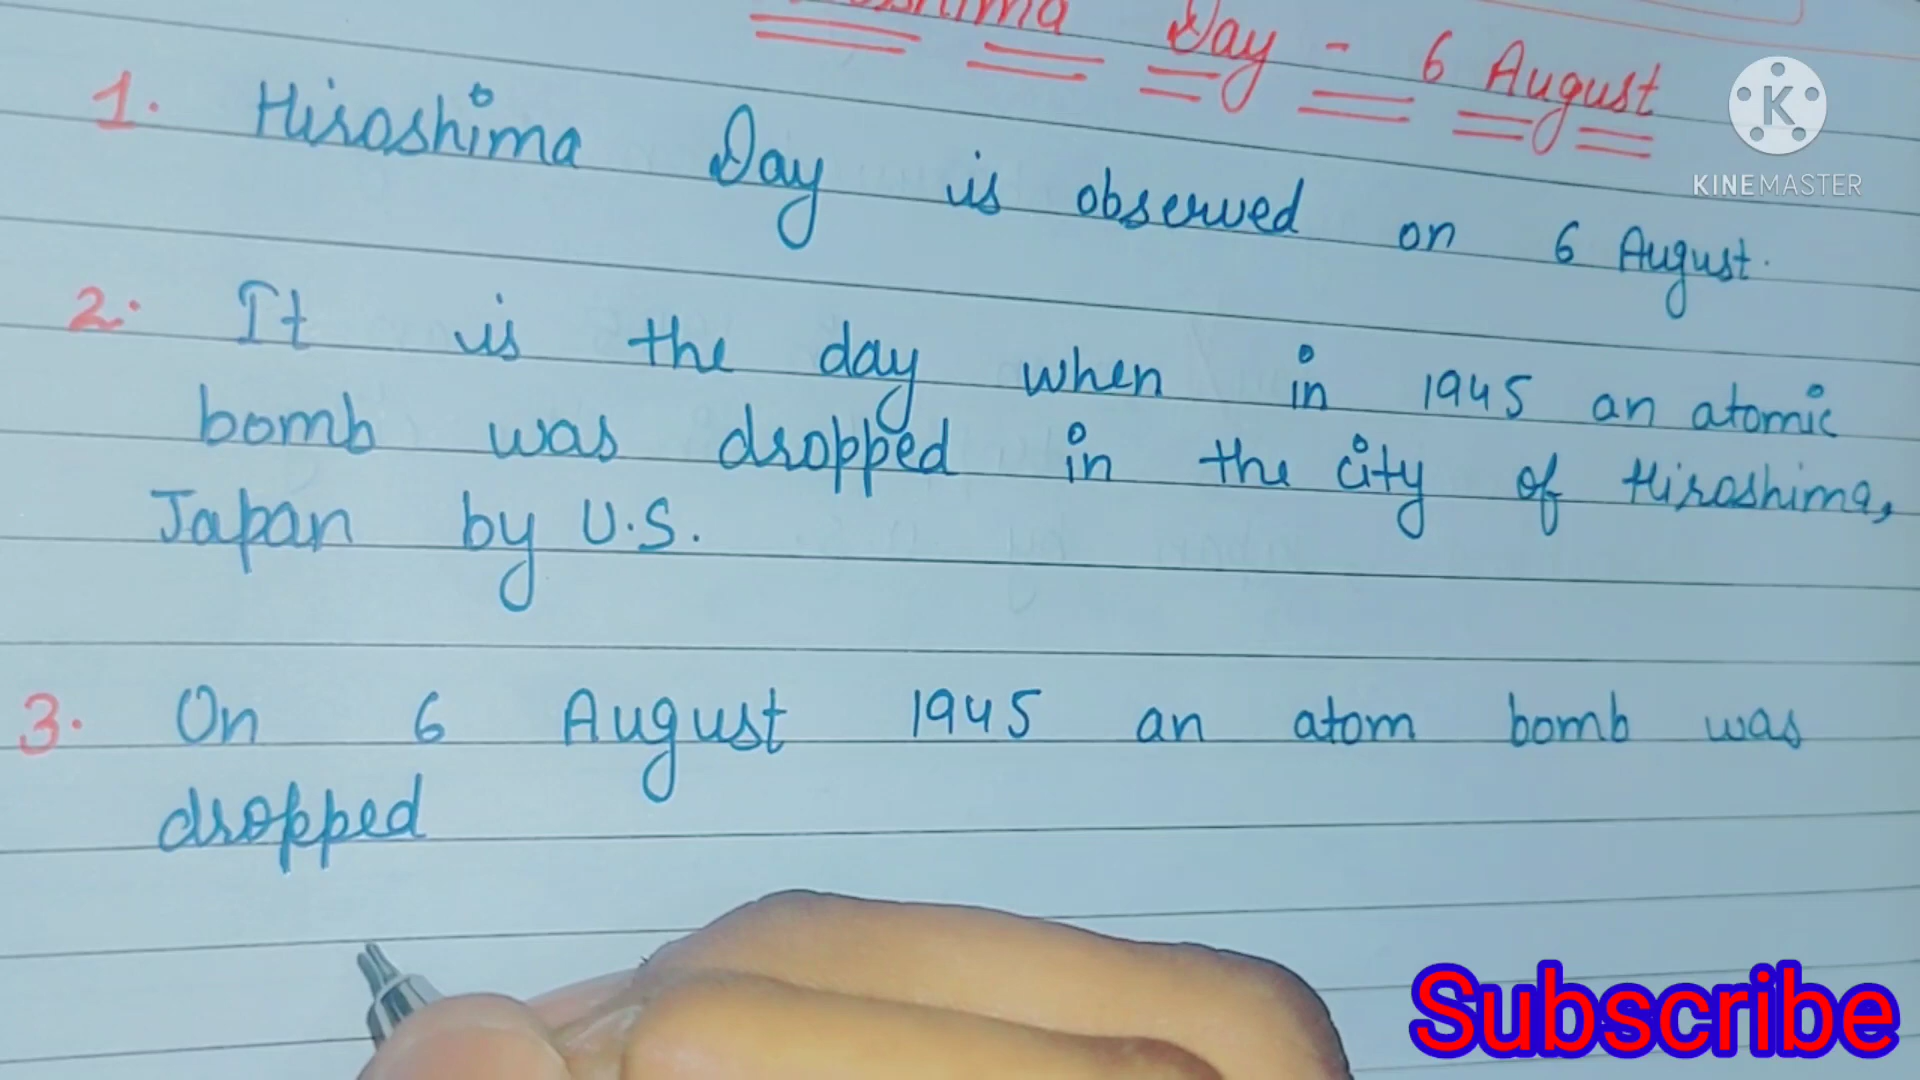 Day - 6 August
KINEMASTER
1. Hiroshima Day is observed on 6 August.
2. It is the day when in 1945 an atomic
bomb was dropped in the city of Hiroshima,
Japan by U.S.
3. On 6 August 1945 an atom bomb was
dropped
Subscribe